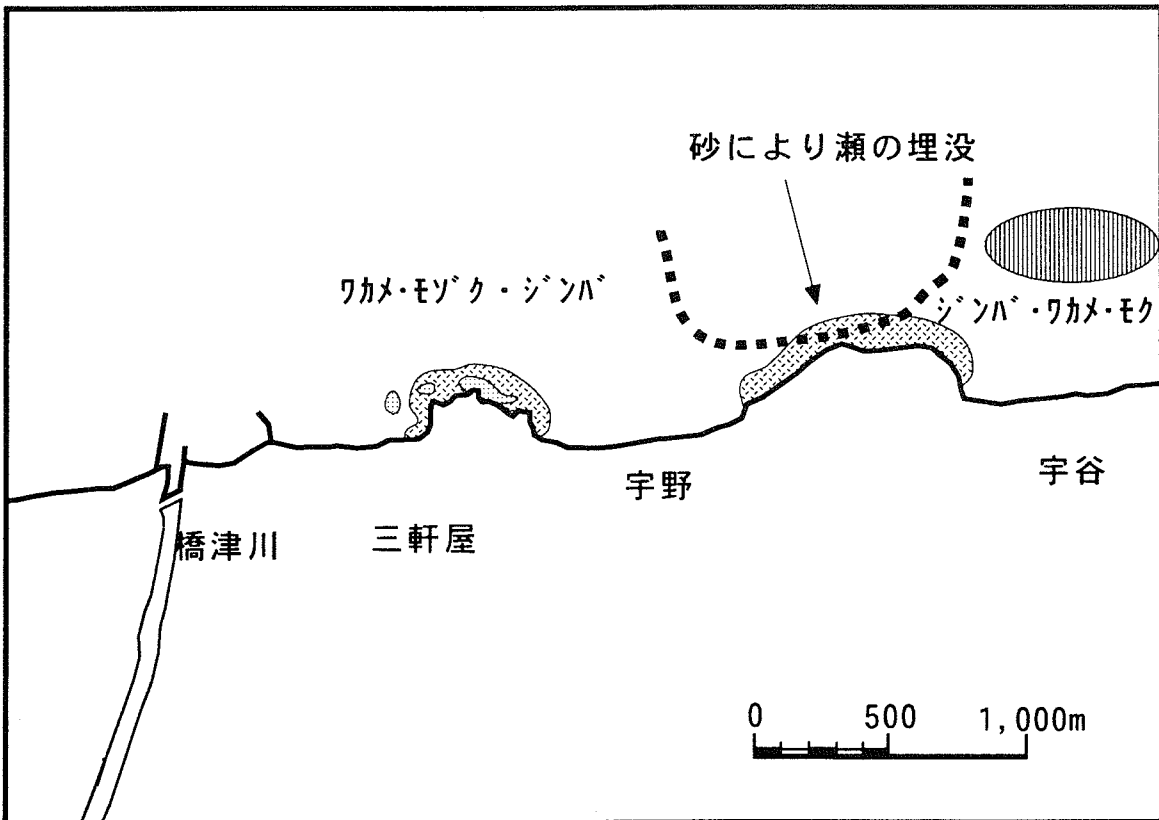 砂により瀬の埋没
ワカメ・モゾク・ジンバ
ジンバ・ワカメ・モク
宇谷
宇野
三軒屋
橋津川
0 500 1,000m